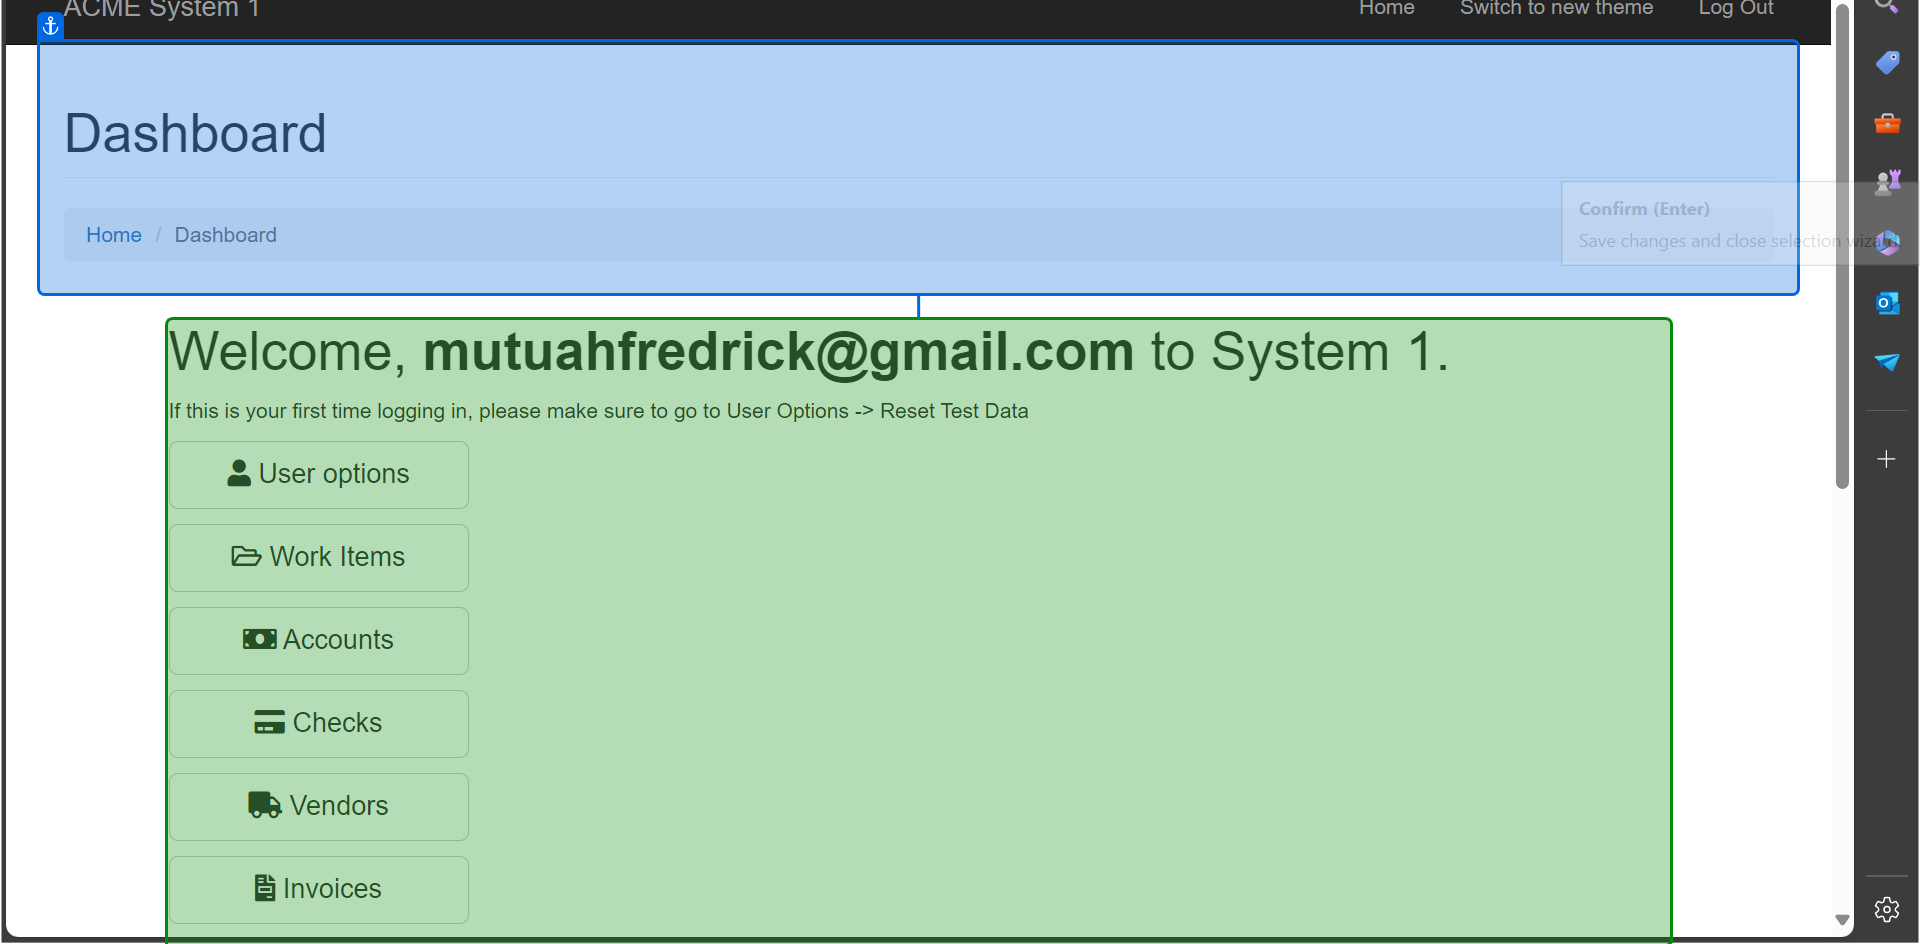 ACME System 1
Home Switch to new theme Log Out
Dashboard
Home / Dashboard
Confirm (Enter)
Save changes and close selection wizard.
Welcome, mutuahfredrick@gmail.com to System 1.
If this is your first time logging in, please make sure to go to User Options -> Reset Test Data
User options
Work Items
Accounts
Checks
Vendors
Invoices